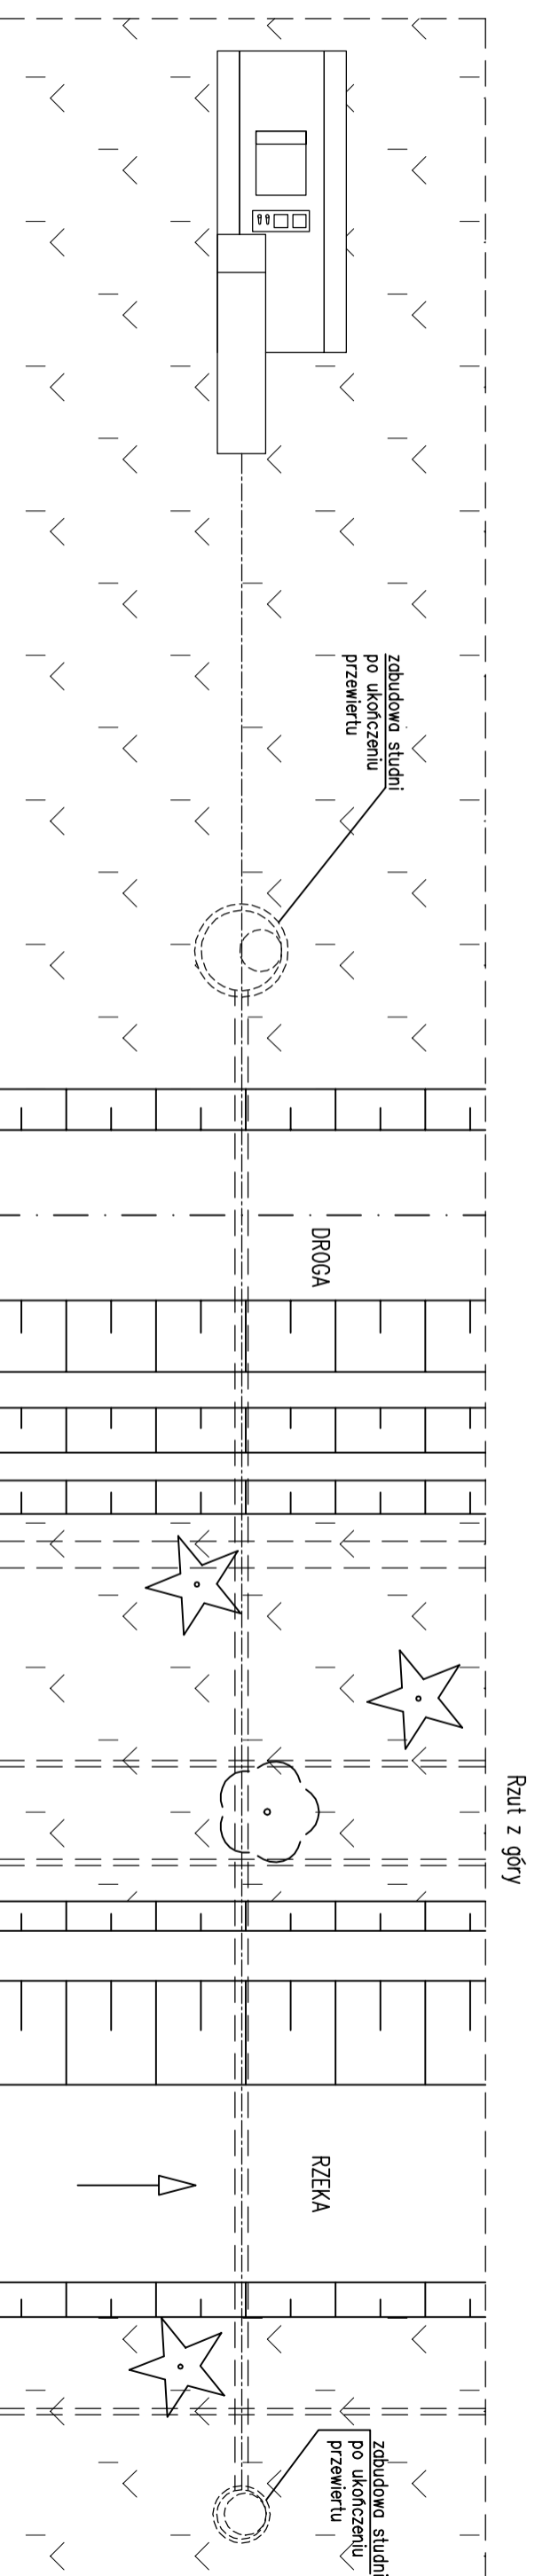 Rzut z góry
zabudowa studni
po ukończeniu
przewiertu
DROGA
RZEKA
zabudowa studni
po ukończeniu
przewiertu